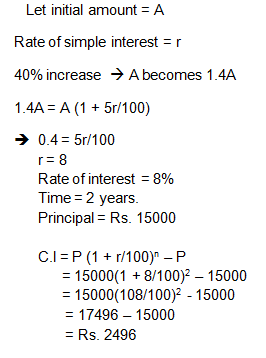 Let initial amount = A
Rate of simple interest = r
40% increase → A becomes 1.4A
1.4A = A (1 + 5r/100)
→ 0.4 = 5r/100
r = 8
Rate of interest = 8%
Time = 2 years.
Principal = Rs. 15000
C.I = P (1 + r/100)ⁿ – P
= 15000(1 + 8/100)² – 15000
= 15000(108/100)² - 15000
= 17496 – 15000
= Rs. 2496